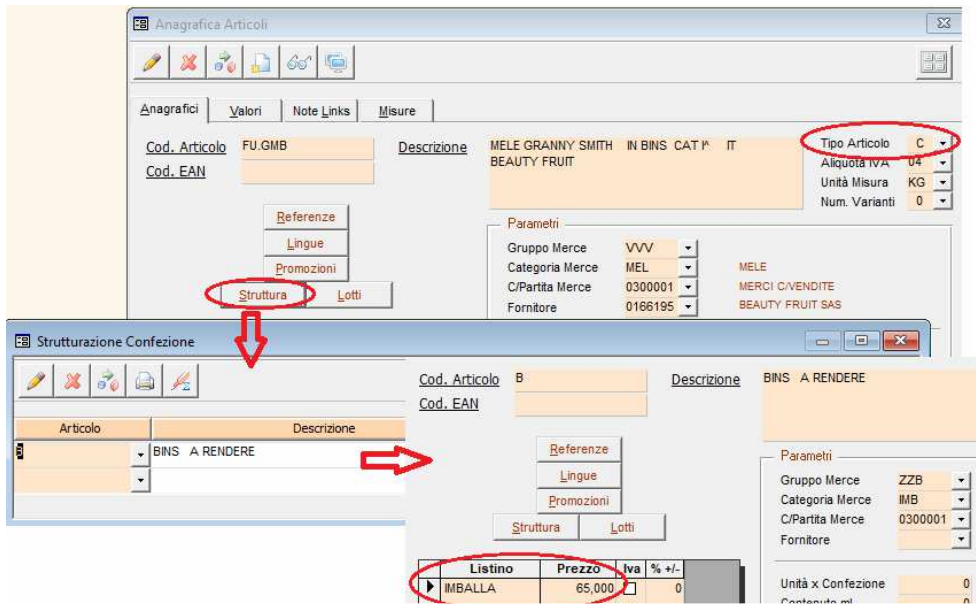 Anagrafica Articoli
Anagrafici Valori Note Links Misure
Cod. Articolo FU.GMB Descrizione MELE GRANNY SMITH IN BINS CAT I^ IT Tipo Articolo C
Cod. EAN BEAUTY FRUIT Aliquota IVA 04
Unità Misura KG
Num. Varianti 0
Referenze
Lingue
Promozioni
Struttura Lotti
Parametri
Gruppo Merce VVV
Categoria Merce MEL MELE
C/Partita Merce 0300001 MERCI C/VENDITE
Fornitore 0166195 BEAUTY FRUIT SAS
Strutturazione Confezione
Articolo Descrizione
BINS A RENDERE
Cod. Articolo B Descrizione BINS A RENDERE
Cod. EAN
Referenze
Lingue
Promozioni
Struttura Lotti
Parametri
Gruppo Merce ZZB
Categoria Merce IMB
C/Partita Merce 0300001
Fornitore
Listino Prezzo Iva % +/-
IMBALLA 65,000 0
Unità x Confezione 0
Contenuto ml 0